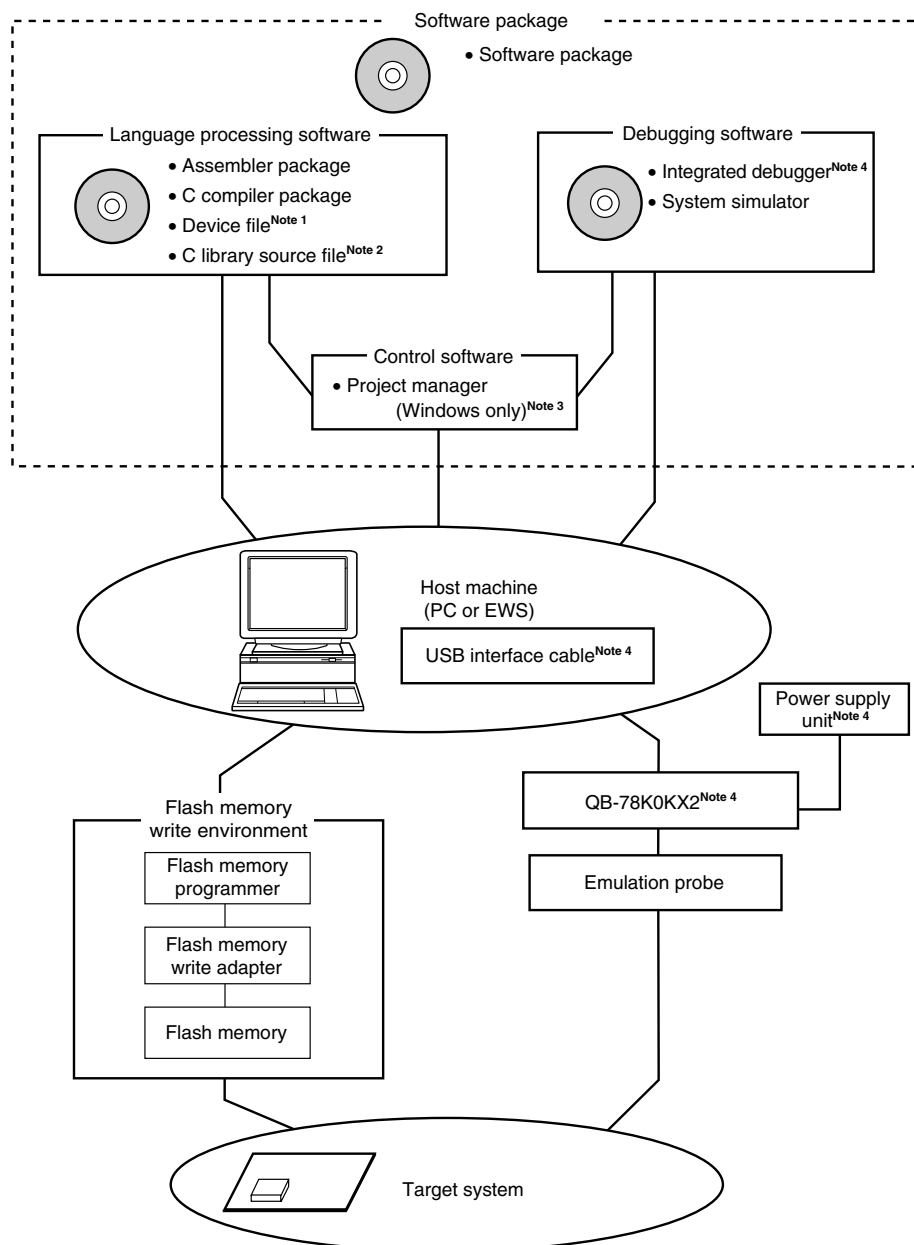 Software package
• Software package
Language processing software
• Assembler package
• C compiler package
• Device fileNote 1
• C library source fileNote 2
Debugging software
• Integrated debuggerNote 4
• System simulator
Control software
• Project manager
(Windows only)Note 3
Host machine
(PC or EWS)
USB interface cableNote 4
Power supply
unitNote 4
QB-78K0KX2Note 4
Emulation probe
Flash memory
write environment
Flash memory
programmer
Flash memory
write adapter
Flash memory
Target system